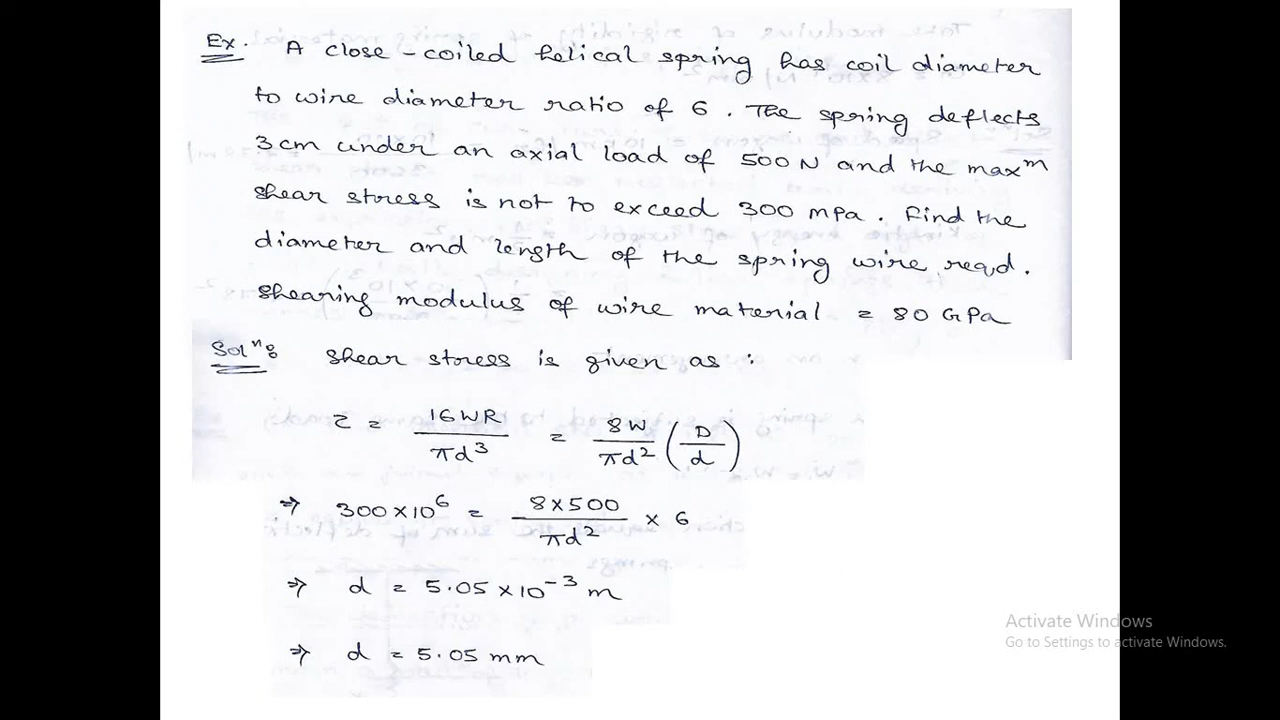 Ex. A close-coiled helical spring has coil diameter
to wire diameter ratio of 6. The spring deflects
3cm under an axial load of 500 N and the maxᵐ
shear stress is not to exceed 300 MPa. Find the
diameter and length of the spring wire reqd.
Shearing modulus of wire material = 80 GPa
Solⁿ: Shear stress is given as :
τ = 16WR / πd³ = 8W / πd² (D/d)
⇒ 300×10⁶ = 8×500 / πd² × 6
⇒ d = 5.05×10⁻³ m
⇒ d = 5.05 mm
Activate Windows
Go to Settings to activate Windows.